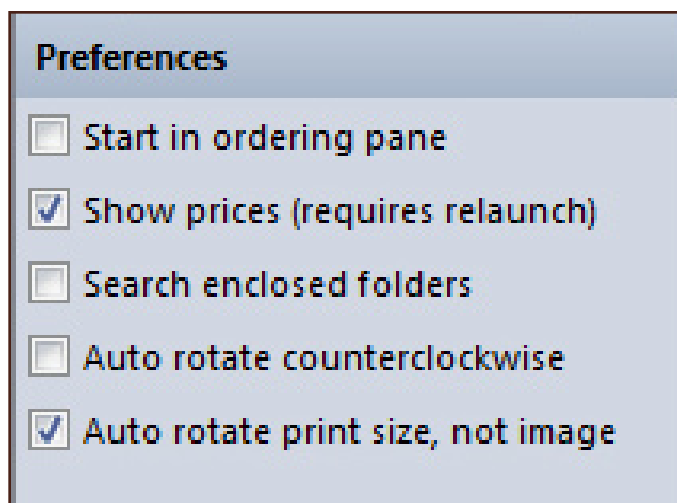 Preferences
Start in ordering pane
Show prices (requires relaunch)
Search enclosed folders
Auto rotate counterclockwise
Auto rotate print size, not image